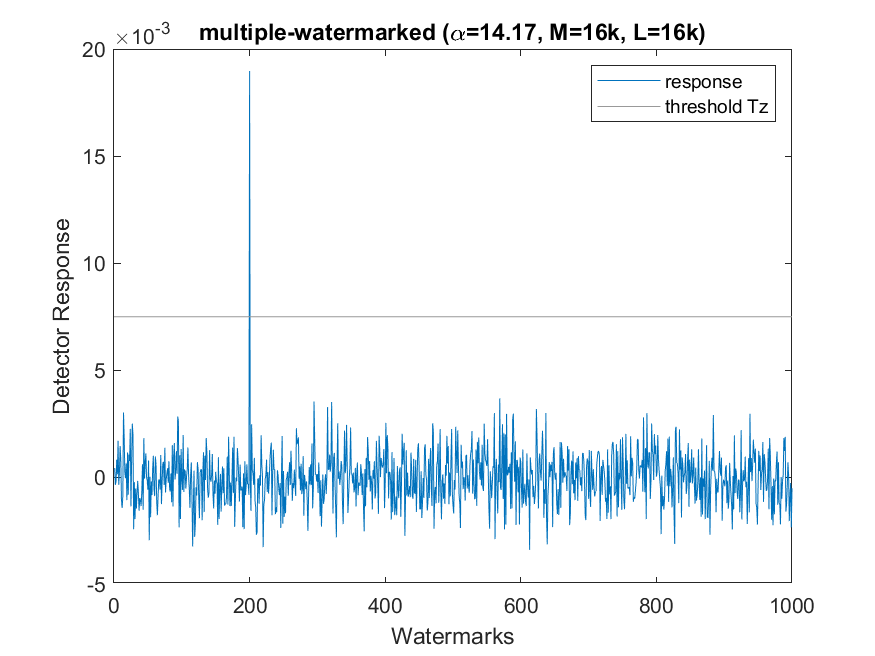 ×10-3
multiple-watermarked (α=14.17, M=16k, L=16k)
20
15
10
5
0
-5
Detector Response
response
threshold Tz
0 200 400 600 800 1000
Watermarks